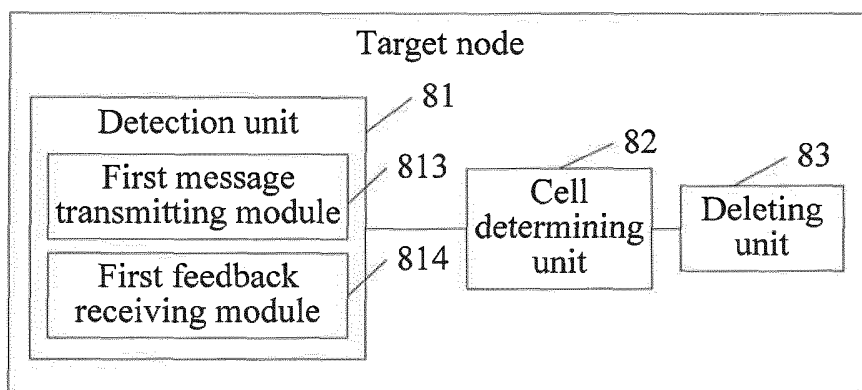 Target node
81
Detection unit
First message
transmitting module
813
First feedback
receiving module
814
82
Cell
determining
unit
83
Deleting
unit